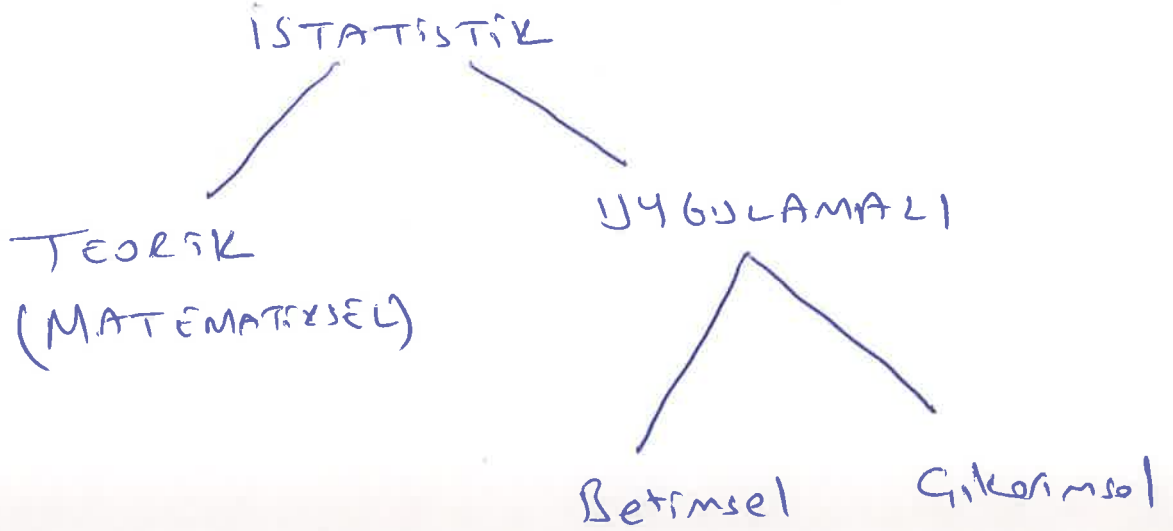 İSTATİSTİK
TEORİK
(MATEMATİKSEL)
UYGULAMALI
Betimsel
Çıkarımsal